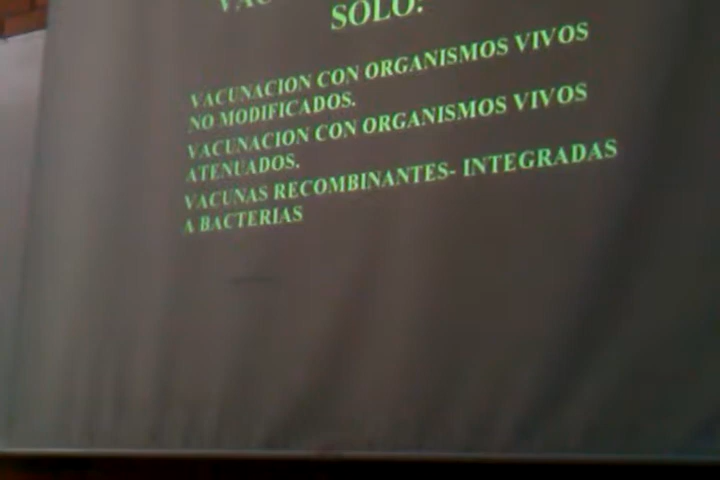 SOLO:
VACUNACION CON ORGANISMOS VIVOS
NO MODIFICADOS.
VACUNACION CON ORGANISMOS VIVOS
ATENUADOS.
VACUNAS RECOMBINANTES- INTEGRADAS
A BACTERIAS